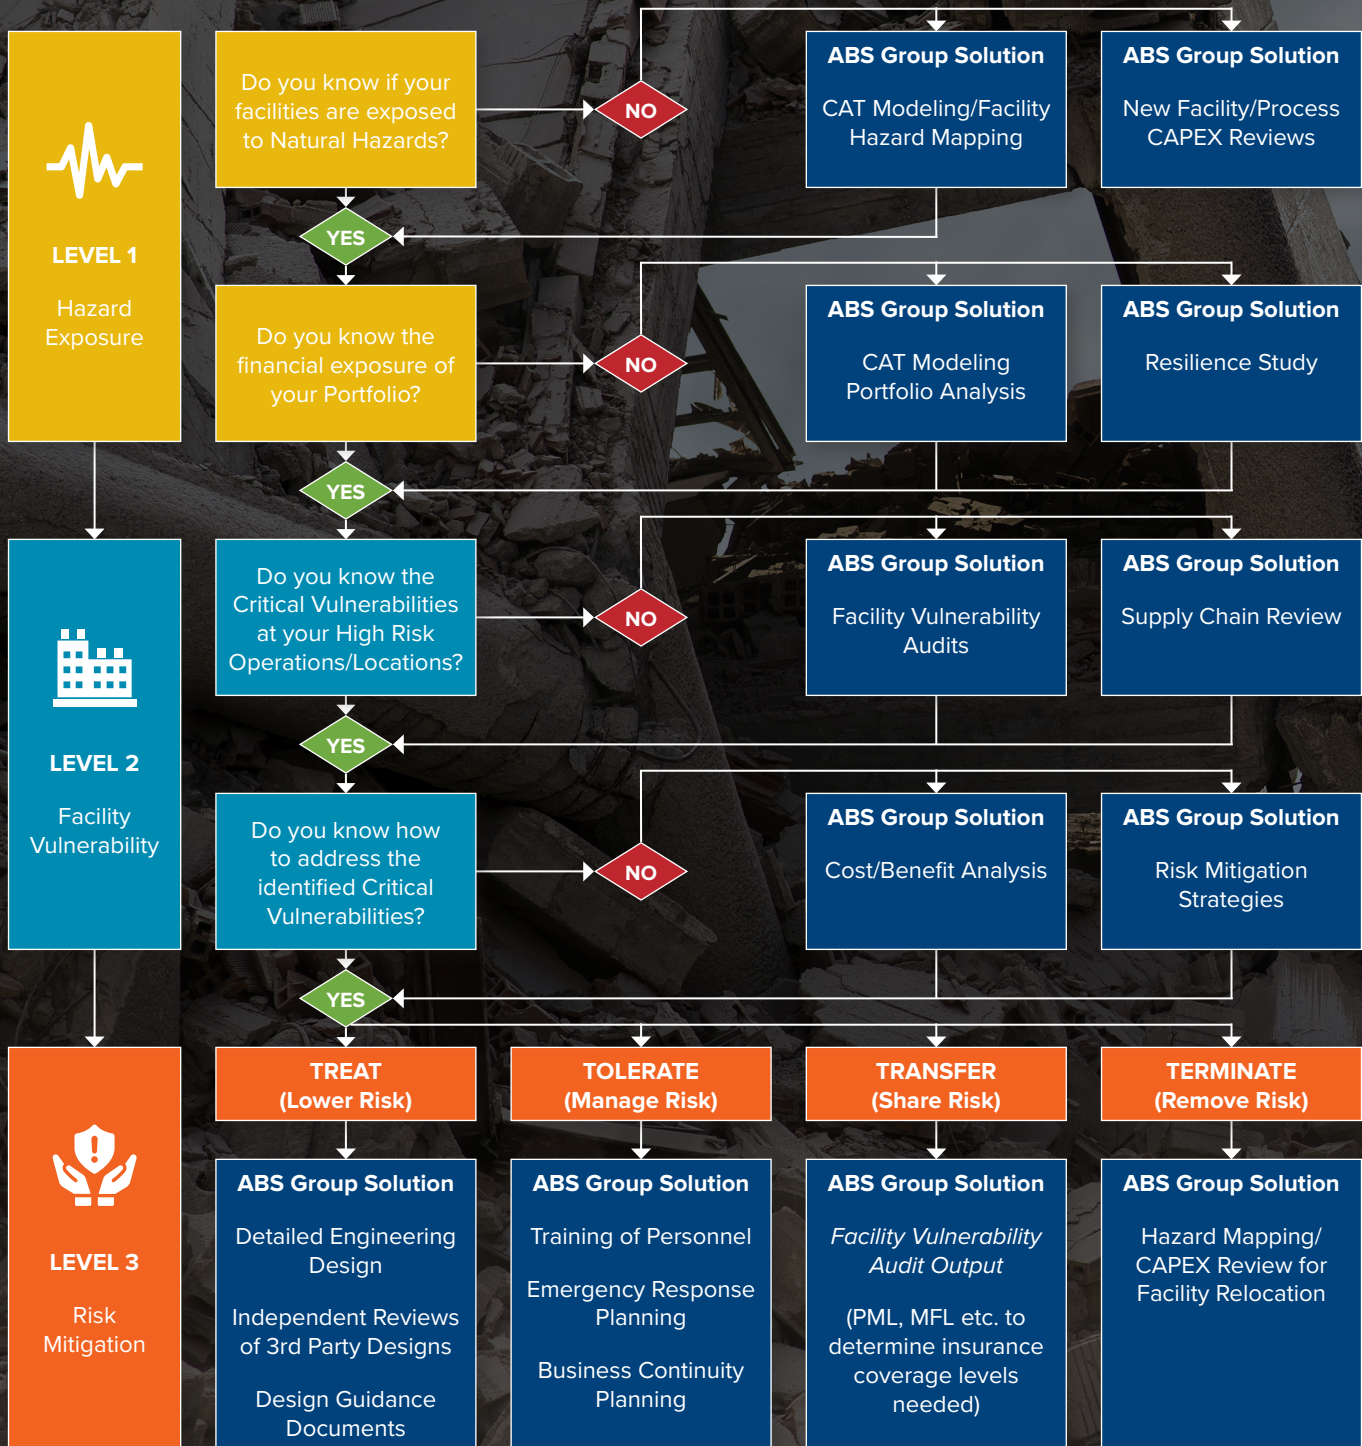 LEVEL 1
Hazard
Exposure
Do you know if your
facilities are exposed
to Natural Hazards?
NO
ABS Group Solution
CAT Modeling/Facility
Hazard Mapping
ABS Group Solution
New Facility/Process
CAPEX Reviews
YES
Do you know the
financial exposure of
your Portfolio?
NO
ABS Group Solution
CAT Modeling
Portfolio Analysis
ABS Group Solution
Resilience Study
YES
LEVEL 2
Facility
Vulnerability
Do you know the
Critical Vulnerabilities
at your High Risk
Operations/Locations?
NO
ABS Group Solution
Facility Vulnerability
Audits
ABS Group Solution
Supply Chain Review
YES
Do you know how
to address the
identified Critical
Vulnerabilities?
NO
ABS Group Solution
Cost/Benefit Analysis
ABS Group Solution
Risk Mitigation
Strategies
YES
LEVEL 3
Risk
Mitigation
TREAT
(Lower Risk)
ABS Group Solution
Detailed Engineering
Design
Independent Reviews
of 3rd Party Designs
Design Guidance
Documents
TOLERATE
(Manage Risk)
ABS Group Solution
Training of Personnel
Emergency Response
Planning
Business Continuity
Planning
TRANSFER
(Share Risk)
ABS Group Solution
Facility Vulnerability
Audit Output
(PML, MFL etc. to
determine insurance
coverage levels
needed)
TERMINATE
(Remove Risk)
ABS Group Solution
Hazard Mapping/
CAPEX Review for
Facility Relocation